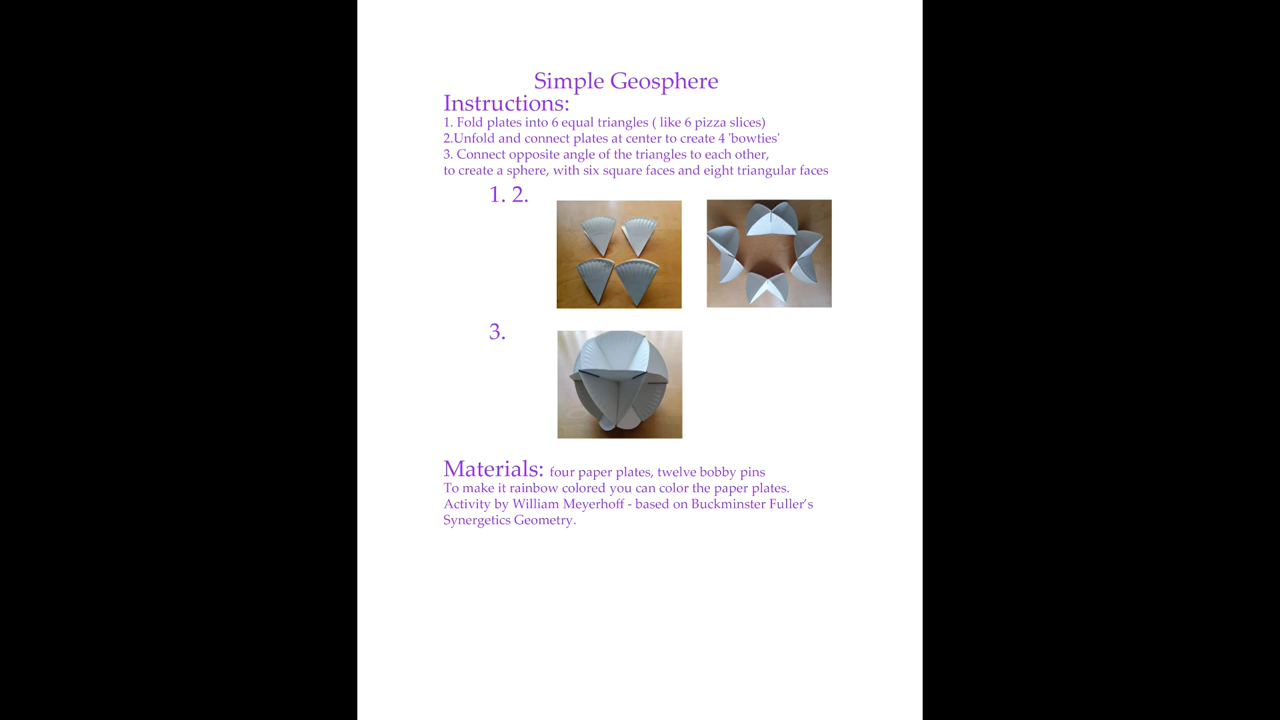 Simple Geosphere
Instructions:
1. Fold plates into 6 equal triangles ( like 6 pizza slices)
2.Unfold and connect plates at center to create 4 'bowties'
3. Connect opposite angle of the triangles to each other,
to create a sphere, with six square faces and eight triangular faces
1. 2.
3.
Materials: four paper plates, twelve bobby pins
To make it rainbow colored you can color the paper plates.
Activity by William Meyerhoff - based on Buckminster Fuller’s
Synergetics Geometry.